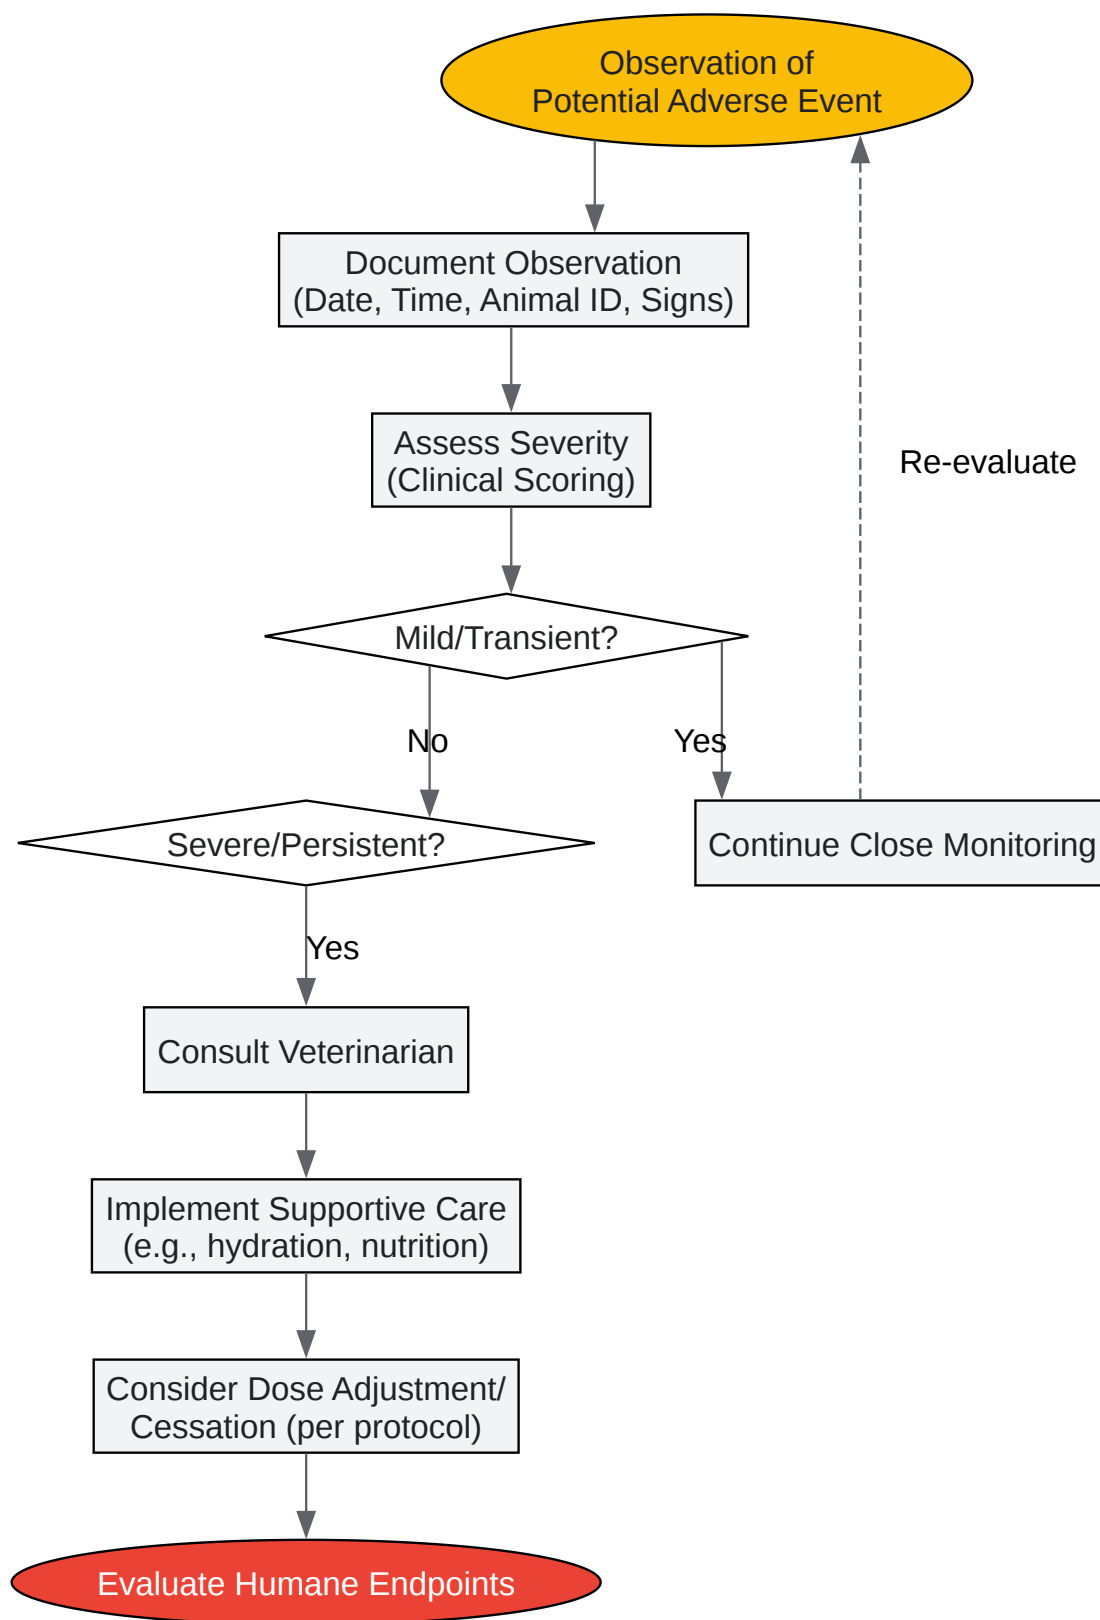 Observation of
Potential Adverse Event
Document Observation
(Date, Time, Animal ID, Signs)
Assess Severity
(Clinical Scoring)
Re-evaluate
Mild/Transient?
No
Yes
Severe/Persistent?
Continue Close Monitoring
Yes
Consult Veterinarian
Implement Supportive Care
(e.g., hydration, nutrition)
Consider Dose Adjustment/
Cessation (per protocol)
Evaluate Humane Endpoints